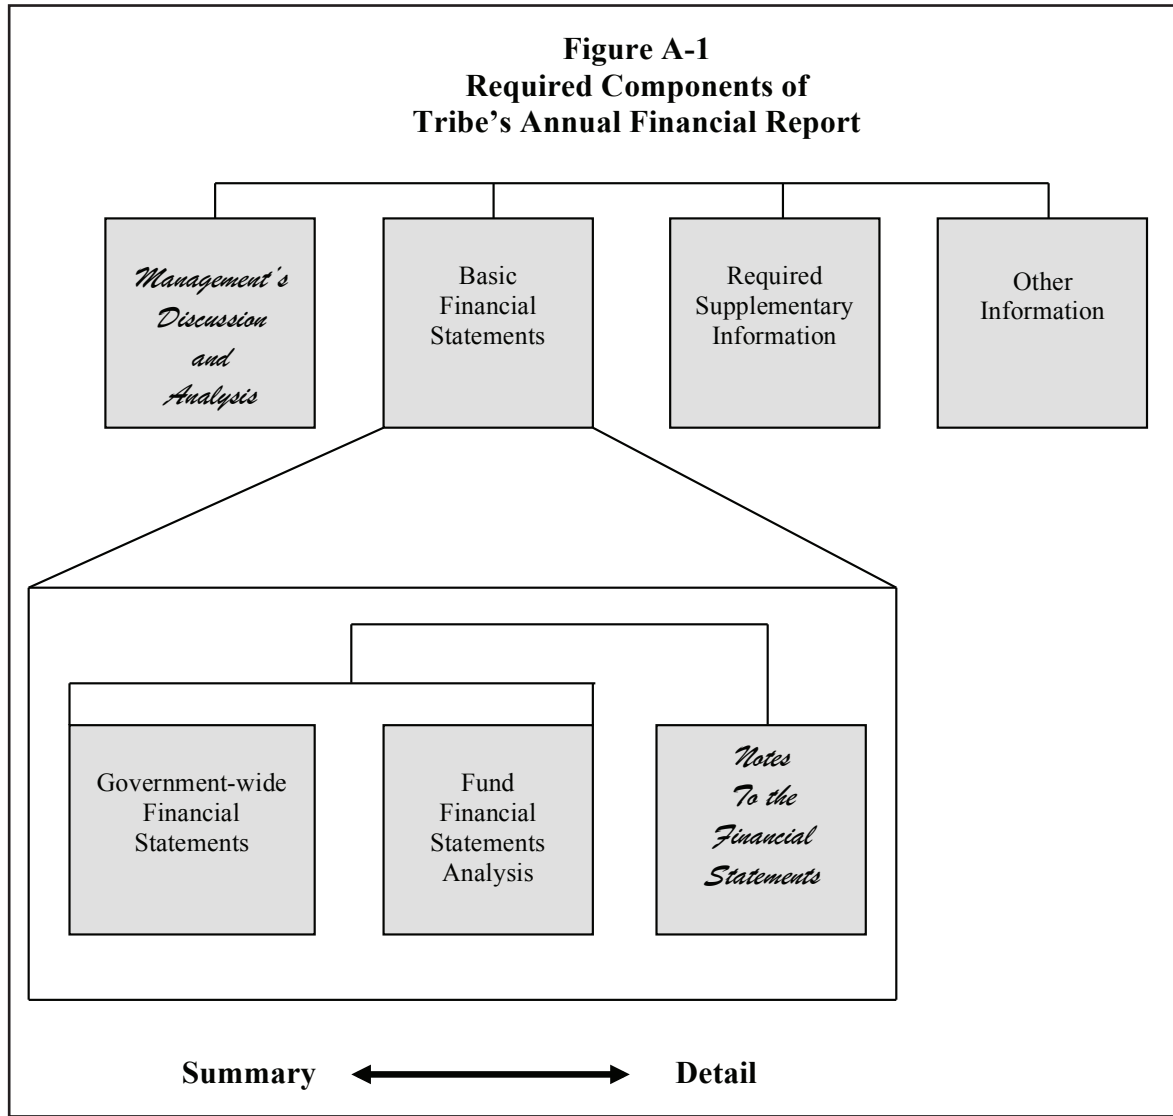 Figure A-1
Required Components of
Tribe’s Annual Financial Report
Management’s
Discussion
and
Analysis
Basic
Financial
Statements
Required
Supplementary
Information
Other
Information
Government-wide
Financial
Statements
Fund
Financial
Statements
Analysis
Notes
To the
Financial
Statements
Summary
Detail